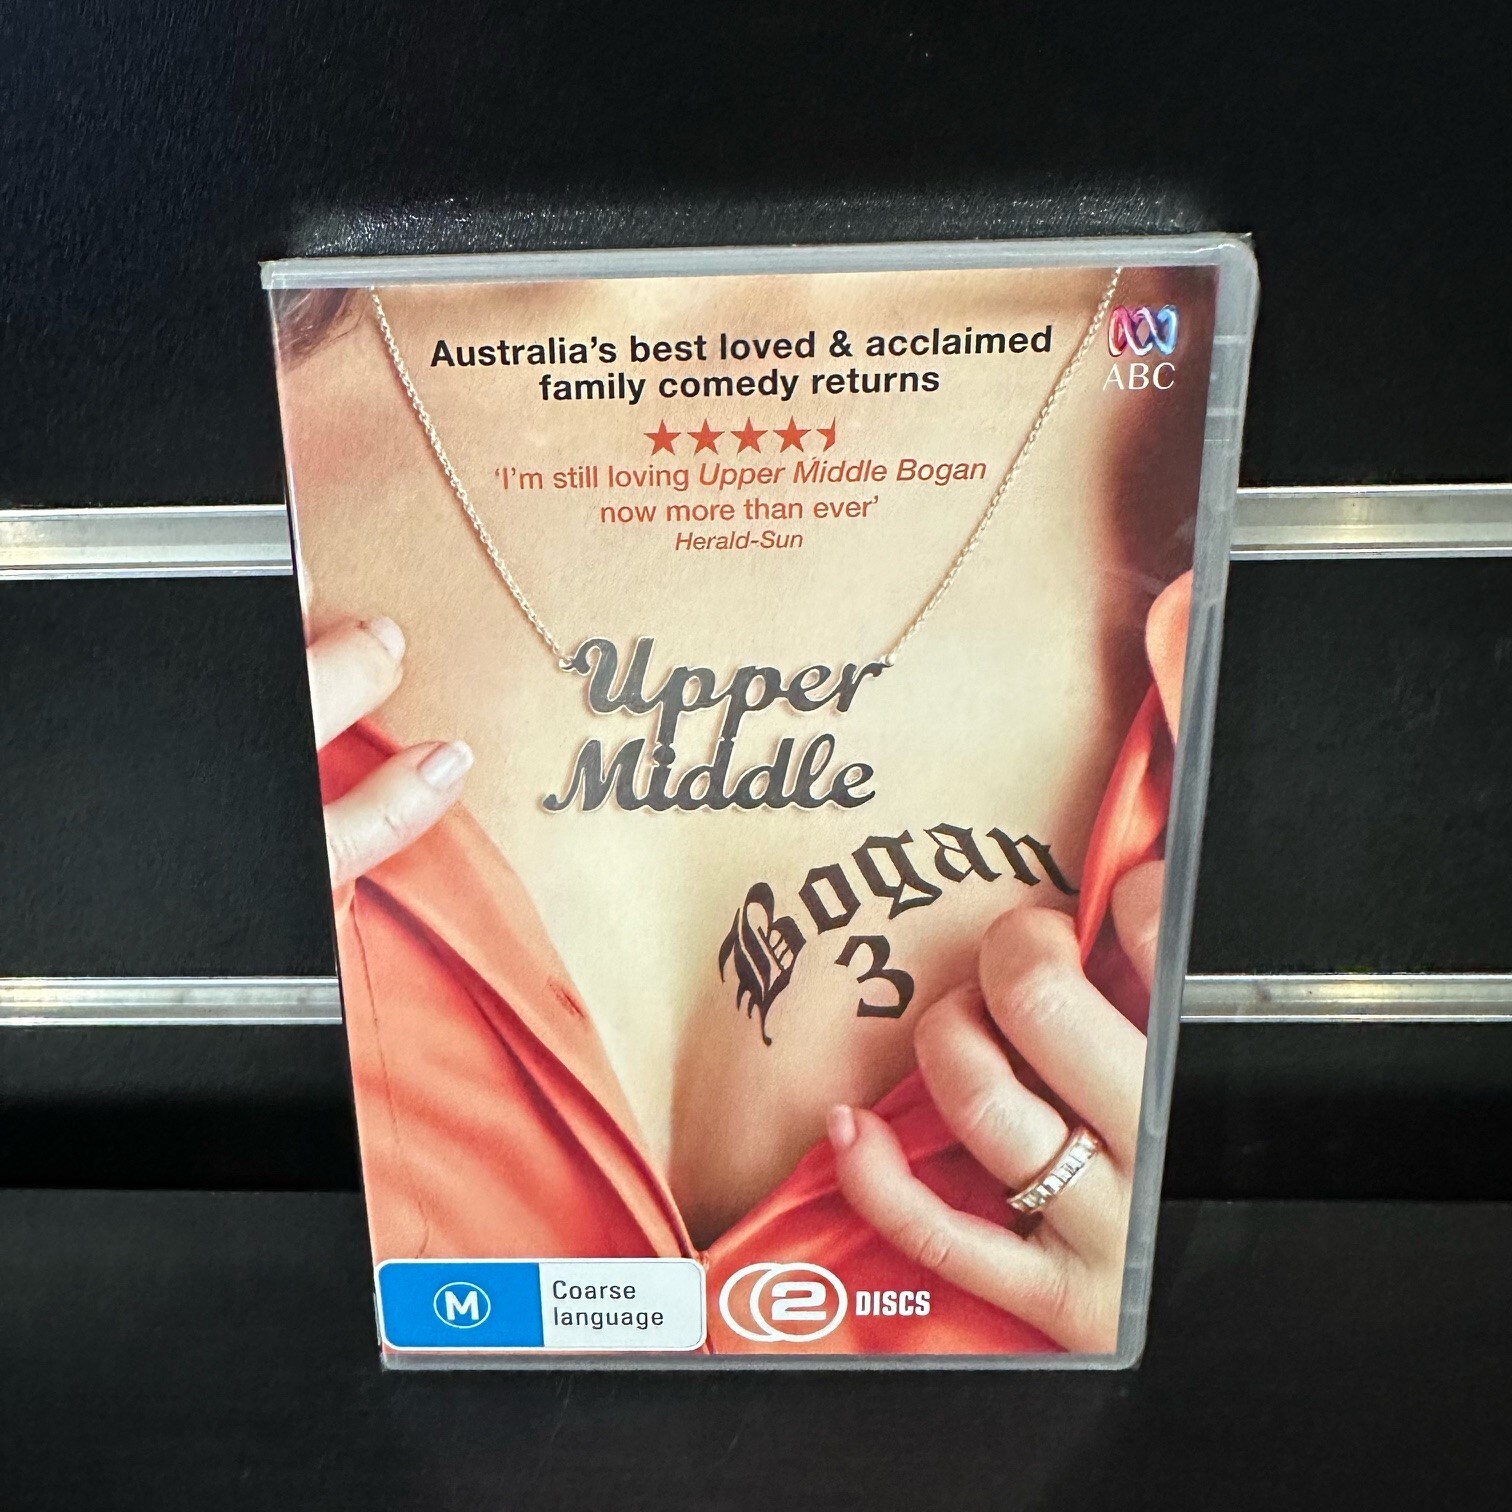 Australia's best loved & acclaimed
family comedy returns
ABC
'I'm still loving Upper Middle Bogan
now more than ever'
Herald-Sun
Upper
Middle
Bogan
3
M
Coarse
language
2 DISCS